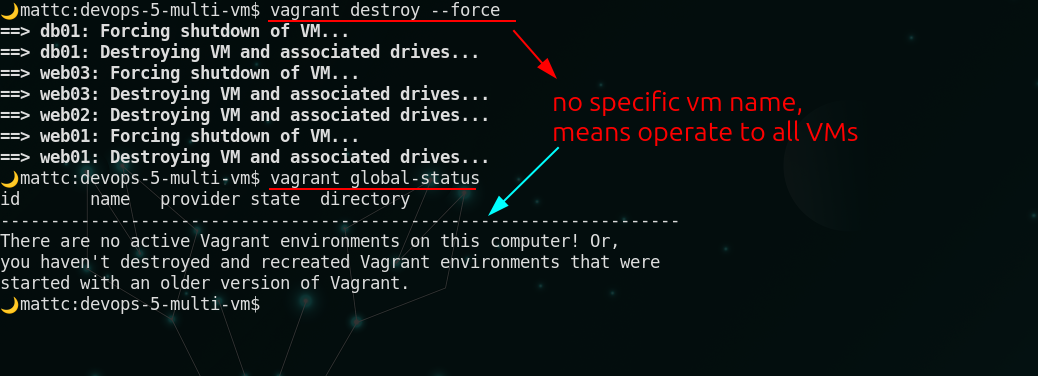 🌙mattc:devops-5-multi-vm$ vagrant destroy --force
==> db01: Forcing shutdown of VM...
==> db01: Destroying VM and associated drives...
==> web03: Forcing shutdown of VM...
==> web03: Destroying VM and associated drives...
==> web02: Destroying VM and associated drives...
==> web01: Forcing shutdown of VM...
==> web01: Destroying VM and associated drives...
no specific vm name,
means operate to all VMs
🌙mattc:devops-5-multi-vm$ vagrant global-status
id       name   provider state  directory
--------------------------------------------------------------------
There are no active Vagrant environments on this computer! Or,
you haven't destroyed and recreated Vagrant environments that were
started with an older version of Vagrant.
🌙mattc:devops-5-multi-vm$